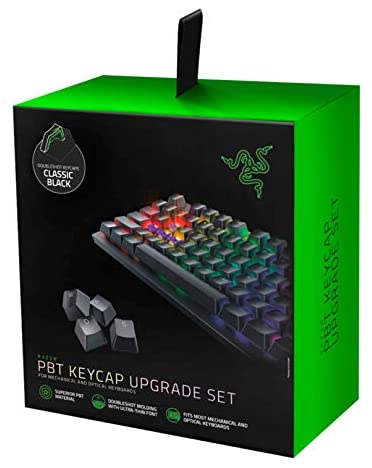 DOUBLESHOT KEYCAPS
CLASSIC
BLACK
RAZER
PBT KEYCAP UPGRADE SET
FOR MECHANICAL AND OPTICAL KEYBOARDS
SUPERIOR PBT
MATERIAL
DOUBLESHOT MOLDING
WITH ULTRA-THIN FONT
FITS MOST MECHANICAL AND
OPTICAL KEYBOARDS
RAZER
PBT KEYCAP
UPGRADE SET